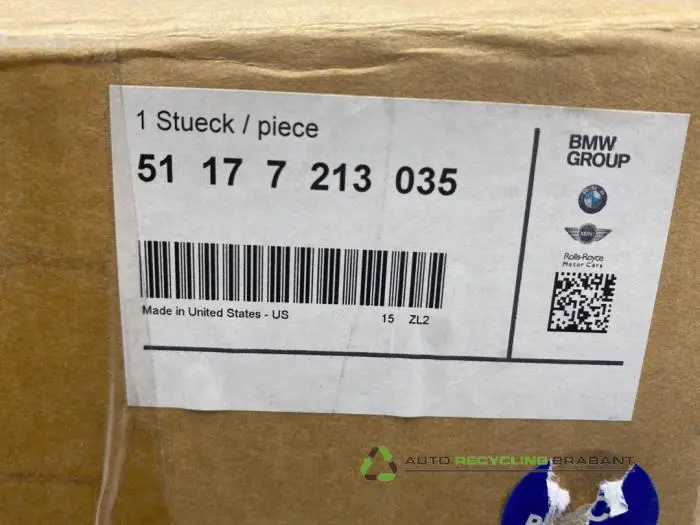 1 Stueck / piece
51 17 7 213 035
Made in United States - US
15 ZL2
BMW
GROUP
MINI
Rolls-Royce
Motor Cars
AUTO RECYCLING BRABANT